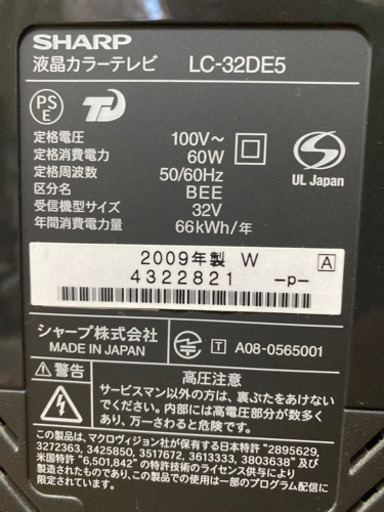 SHARP
液晶カラーテレビ LC-32DE5
PS
E
定格電圧 100V~
定格消費電力 60W
定格周波数 50/60Hz
区分名 BEE
受信機型サイズ 32V
年間消費電力量 66kWh/年
UL Japan
2009年製 W A
4322821 -p-
シャープ株式会社
MADE IN JAPAN
T A08-0565001
警告 高圧注意
サービスマン以外の方は、裏ぶたをあけないで
ください。内部には高電圧部分が数多く
あり、万一さわると危険です。
この製品は、マクロヴィジョン社が保有する日本特許 "2895629,
3272363, 3425850, 3517672, 3613333, 3803638" 及び
米国特許 "6,501,842" の特許技術のライセンス供与により
製造されたものであり、この製品での使用は一部のプログラム配信に
限定されています。